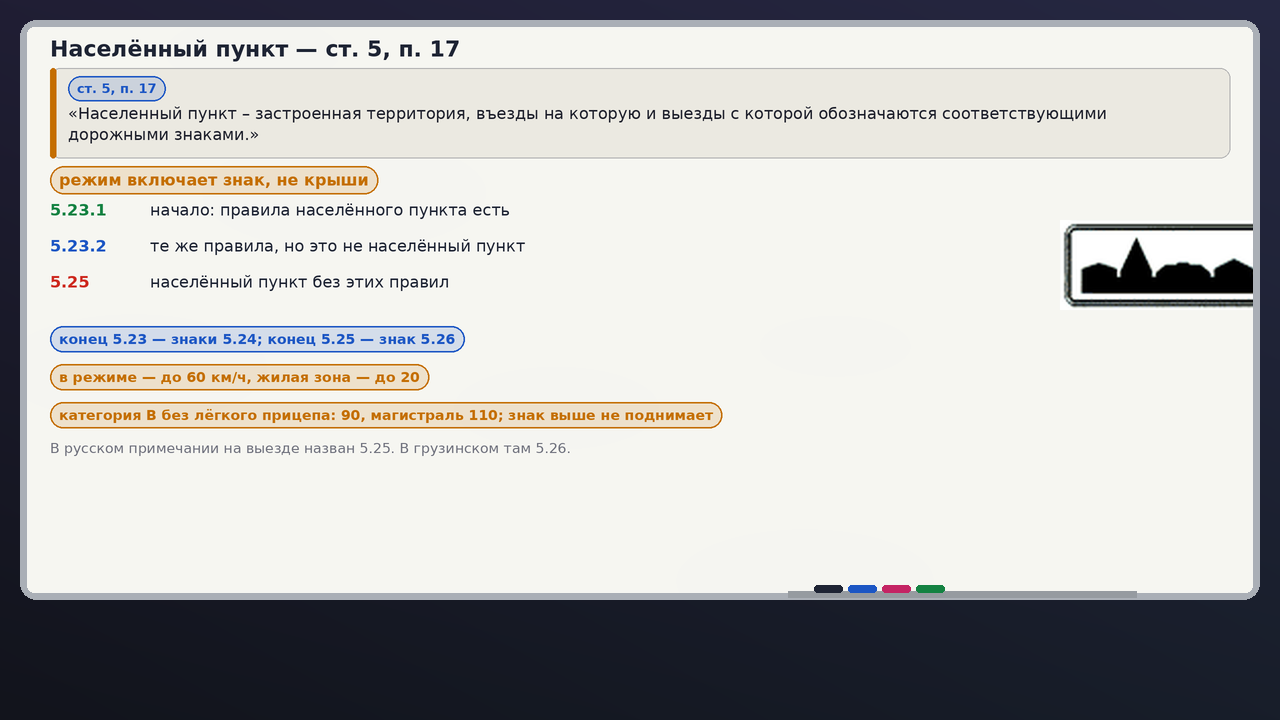 Населённый пункт — ст. 5, п. 17
ст. 5, п. 17
«Населенный пункт – застроенная территория, въезды на которую и выезды с которой обозначаются соответствующими
дорожными знаками.»
режим включает знак, не крыши
5.23.1 начало: правила населённого пункта есть
5.23.2 те же правила, но это не населённый пункт
5.25 населённый пункт без этих правил
конец 5.23 — знаки 5.24; конец 5.25 — знак 5.26
в режиме — до 60 км/ч, жилая зона — до 20
категория B без лёгкого прицепа: 90, магистраль 110; знак выше не поднимает
В русском примечании на выезде назван 5.25. В грузинском там 5.26.